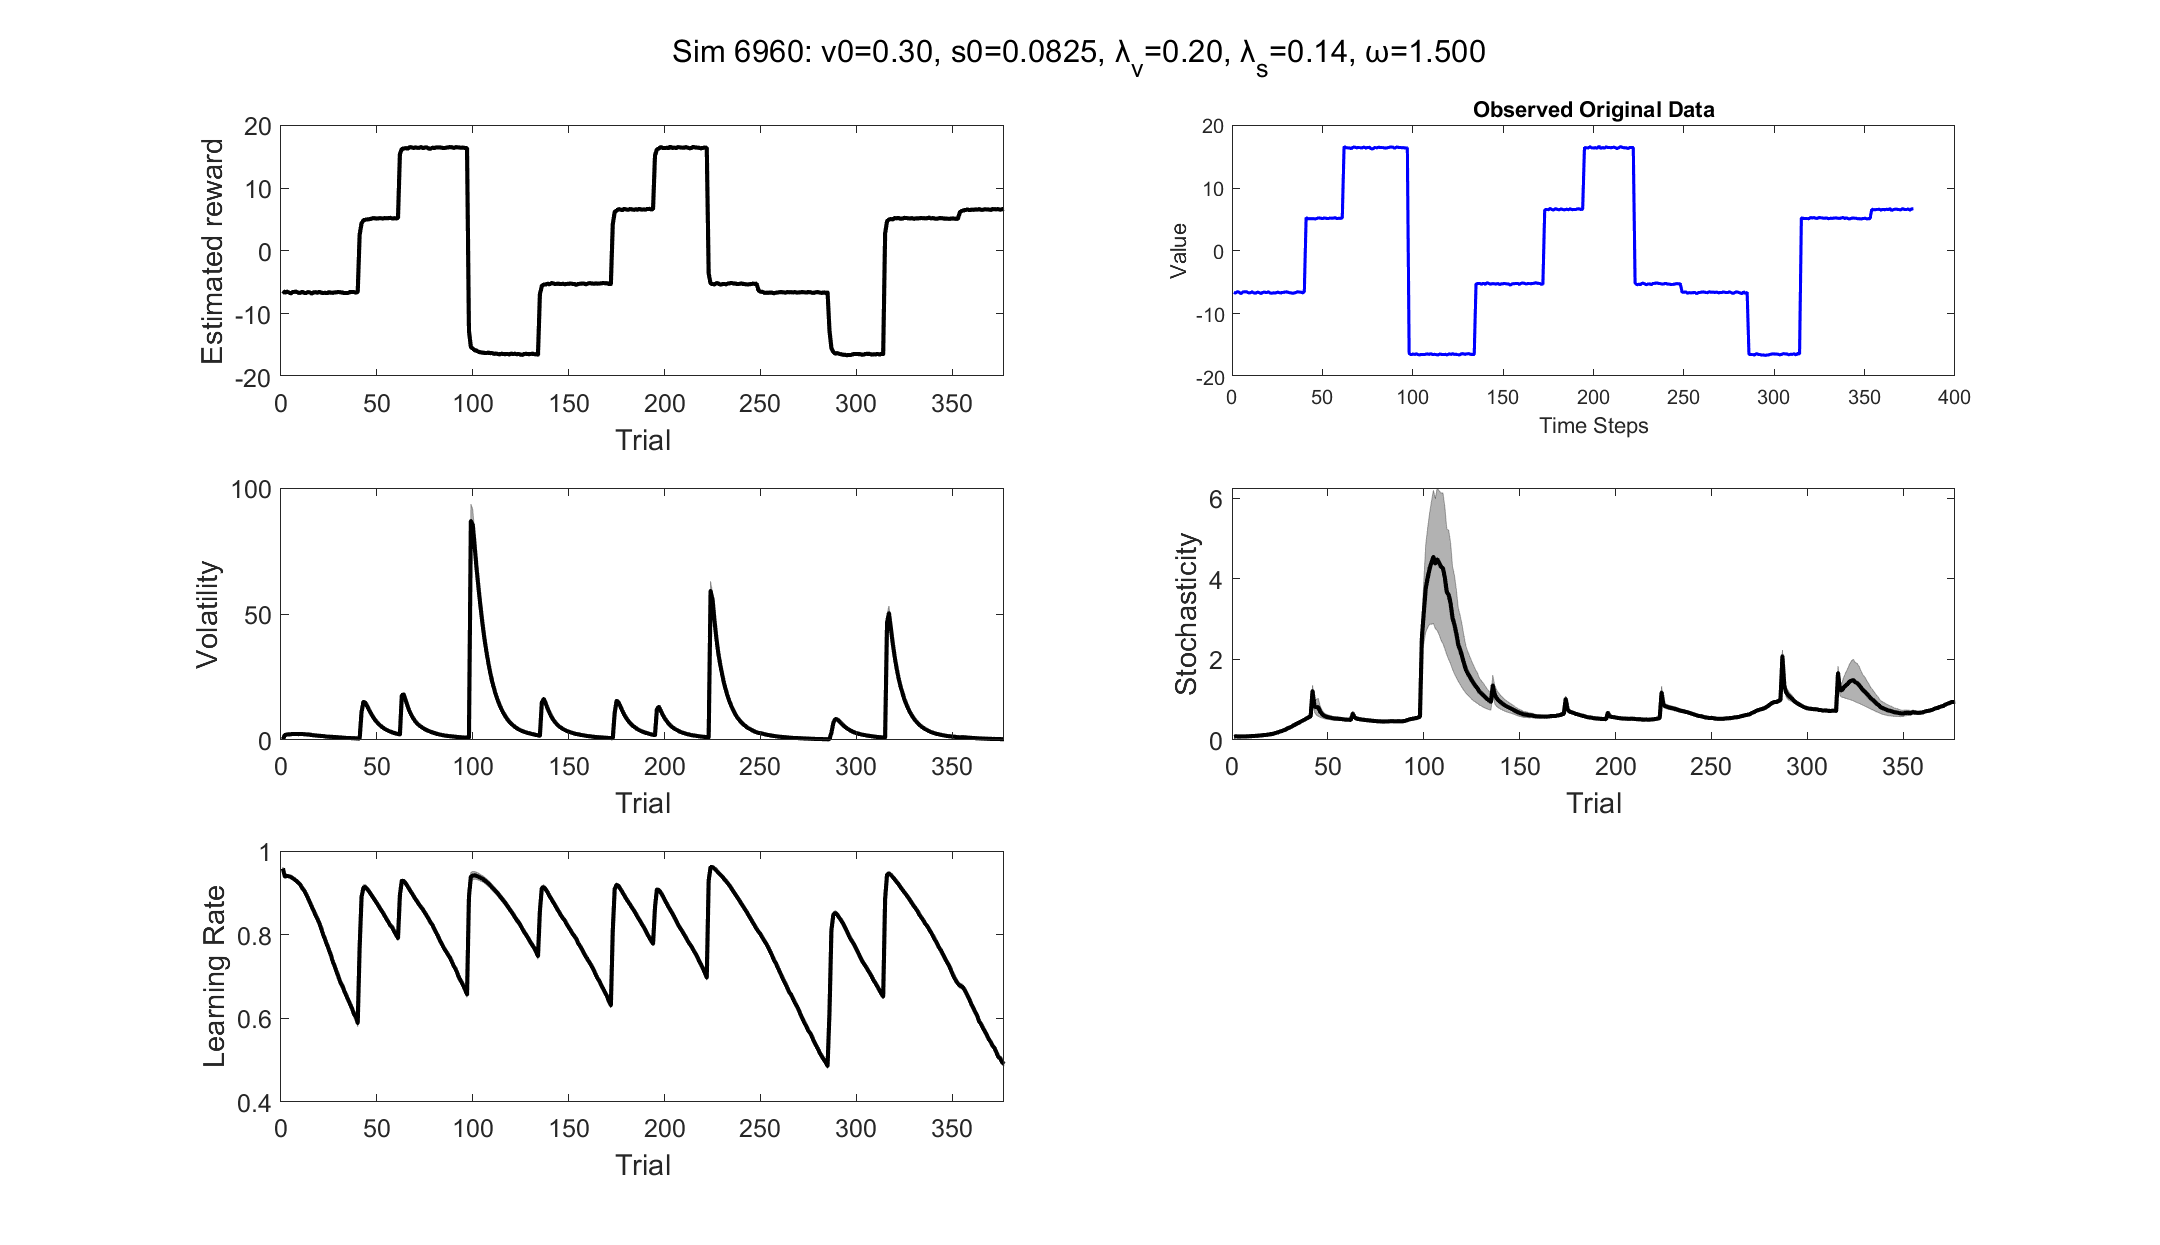 Sim 6960: v0=0.30, s0=0.0825, λv=0.20, λs=0.14, ω=1.500
20
10
0
-10
-20
Estimated reward
0 50 100 150 200 250 300 350
Trial
Observed Original Data
20
10
0
-10
-20
Value
0 50 100 150 200 250 300 350 400
Time Steps
100
50
0
Volatility
0 50 100 150 200 250 300 350
Trial
6
4
2
0
Stochasticity
0 50 100 150 200 250 300 350
Trial
1
0.8
0.6
0.4
Learning Rate
0 50 100 150 200 250 300 350
Trial